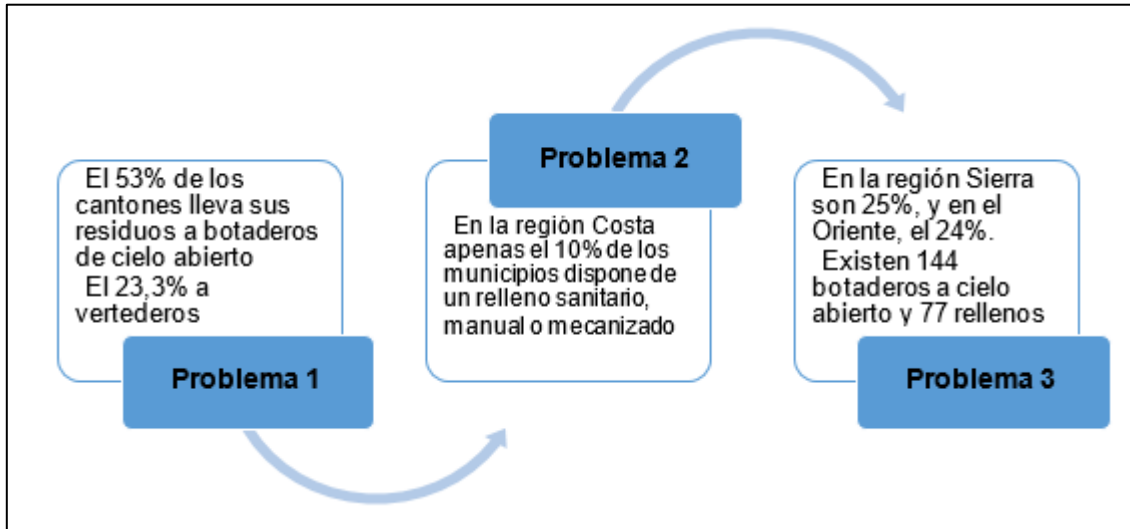 El 53% de los
cantones lleva sus
residuos a botaderos
de cielo abierto
El 23,3% a
vertederos
Problema 1
Problema 2
En la región Costa
apenas el 10% de los
municipios dispone de
un relleno sanitario,
manual o mecanizado
En la región Sierra
son 25%, y en el
Oriente, el 24%.
Existen 144
botaderos a cielo
abierto y 77 rellenos
Problema 3